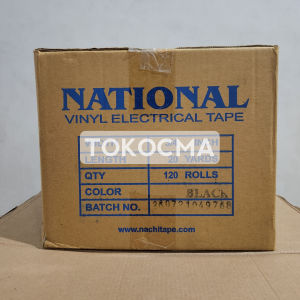 NATIONAL
VINYL ELECTRICAL TAPE
TOKOCMA
LENGTH 20 YARDS
QTY 120 ROLLS
COLOR BLACK
BATCH NO.
www.nachitape.com